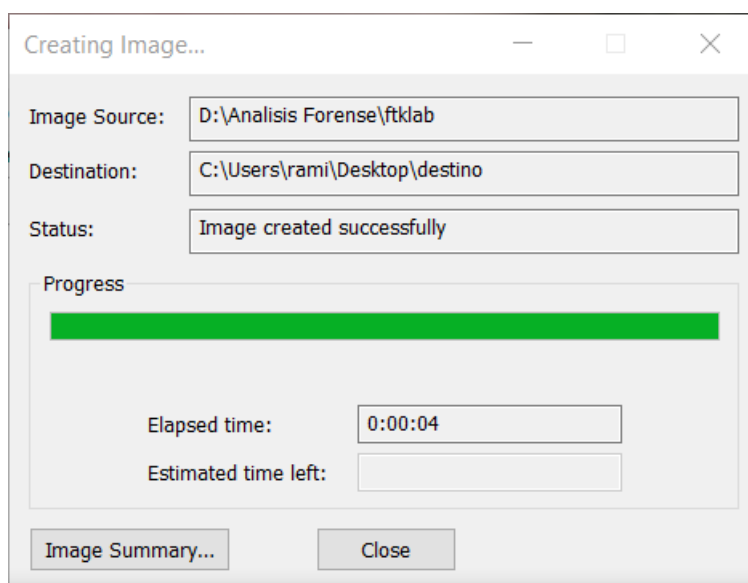 Creating Image...
Image Source: D:\Analisis Forense\ftklab
Destination: C:\Users\rami\Desktop\destino
Status: Image created successfully
Progress
Elapsed time: 0:00:04
Estimated time left:
Image Summary... Close